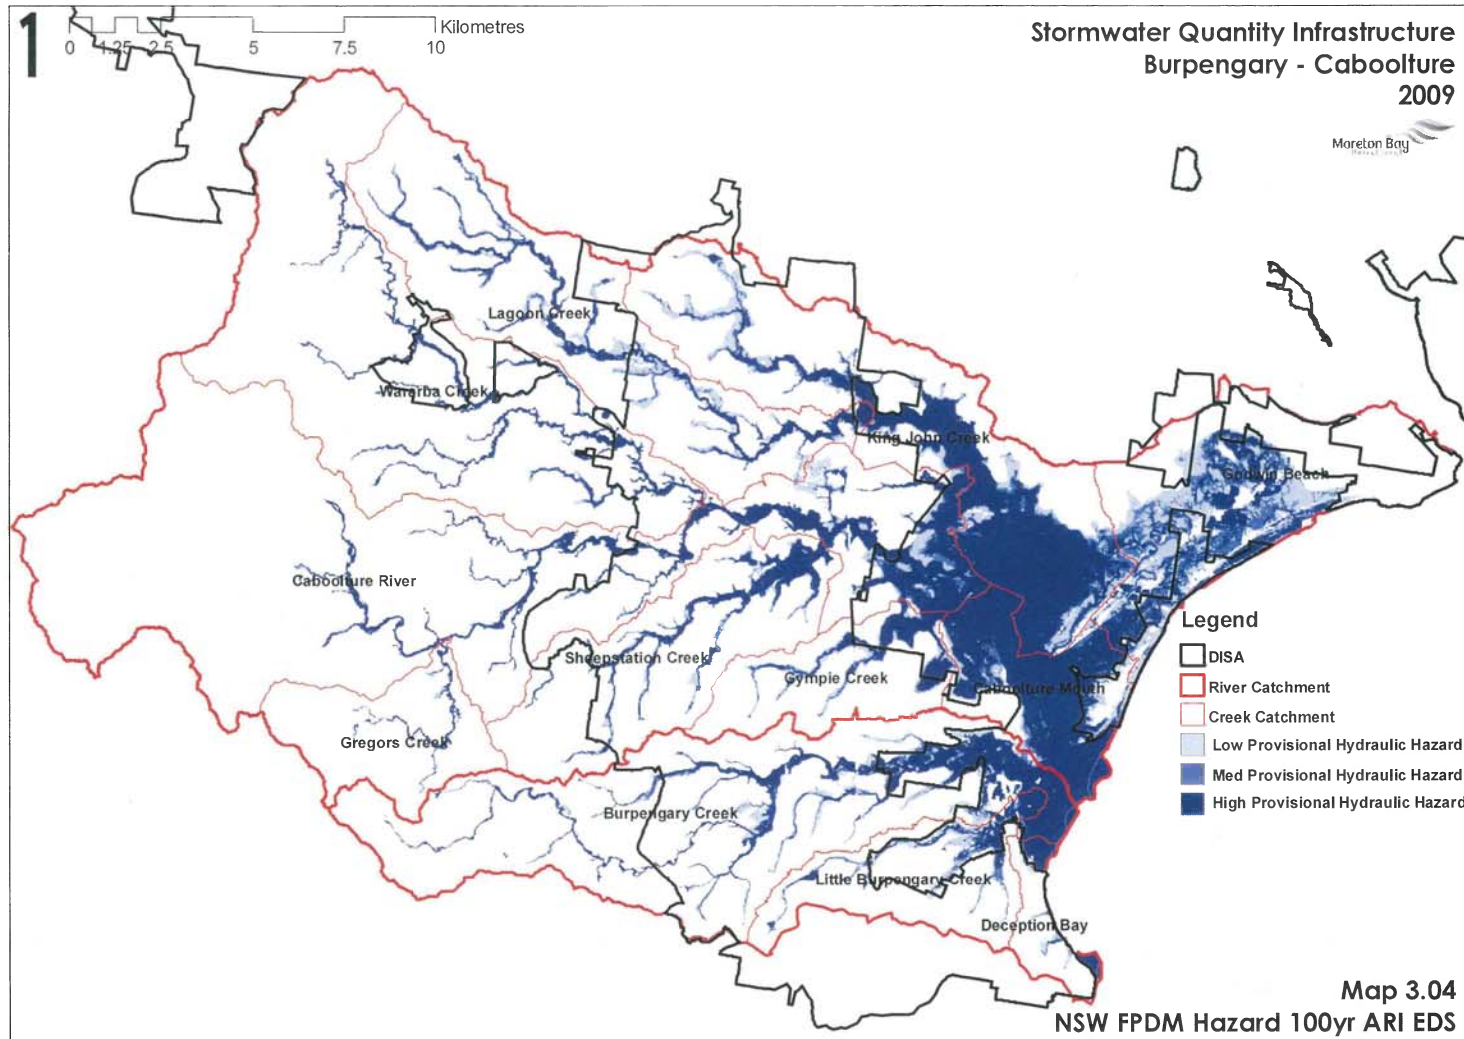 1
Kilometres
0 1.25 2.5 5 7.5 10
Stormwater Quantity Infrastructure
Burpengary - Caboolture
2009
Moreton Bay
Lagoon Creek
Wararba Creek
King John Creek
Godwin Beach
Caboolture River
Sheepstation Creek
Gympie Creek
Caboolture Mouth
Gregors Creek
Burpengary Creek
Little Burpengary Creek
Deception Bay
Legend
DISA
River Catchment
Creek Catchment
Low Provisional Hydraulic Hazard
Med Provisional Hydraulic Hazard
High Provisional Hydraulic Hazard
Map 3.04
NSW FPDM Hazard 100yr ARI EDS